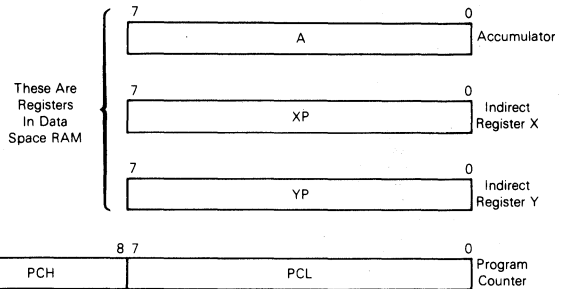 7 0
A
Accumulator
These Are
Registers
In Data
Space RAM
7 0
XP
Indirect
Register X
7 0
YP
Indirect
Register Y
8 7 0
PCH
PCL
Program
Counter